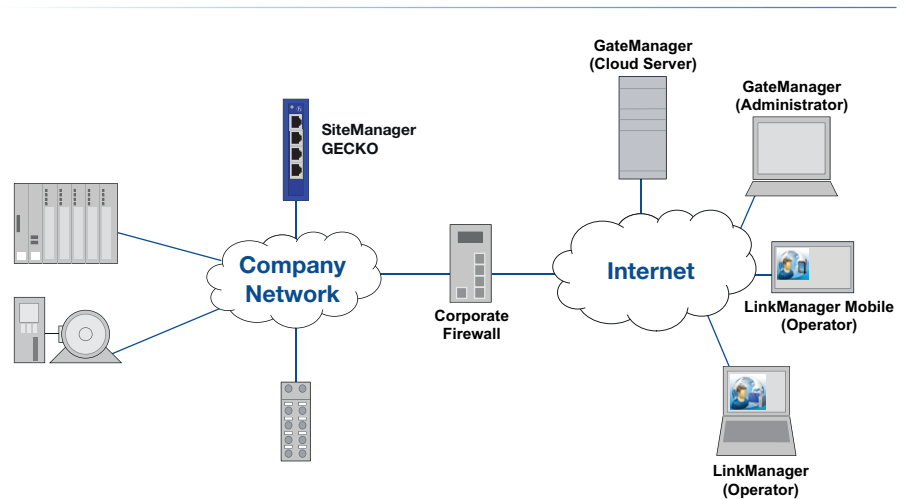 GateManager
(Cloud Server)
GateManager
(Administrator)
SiteManager
GECKO
Company
Network
Internet
Corporate
Firewall
LinkManager Mobile
(Operator)
LinkManager
(Operator)